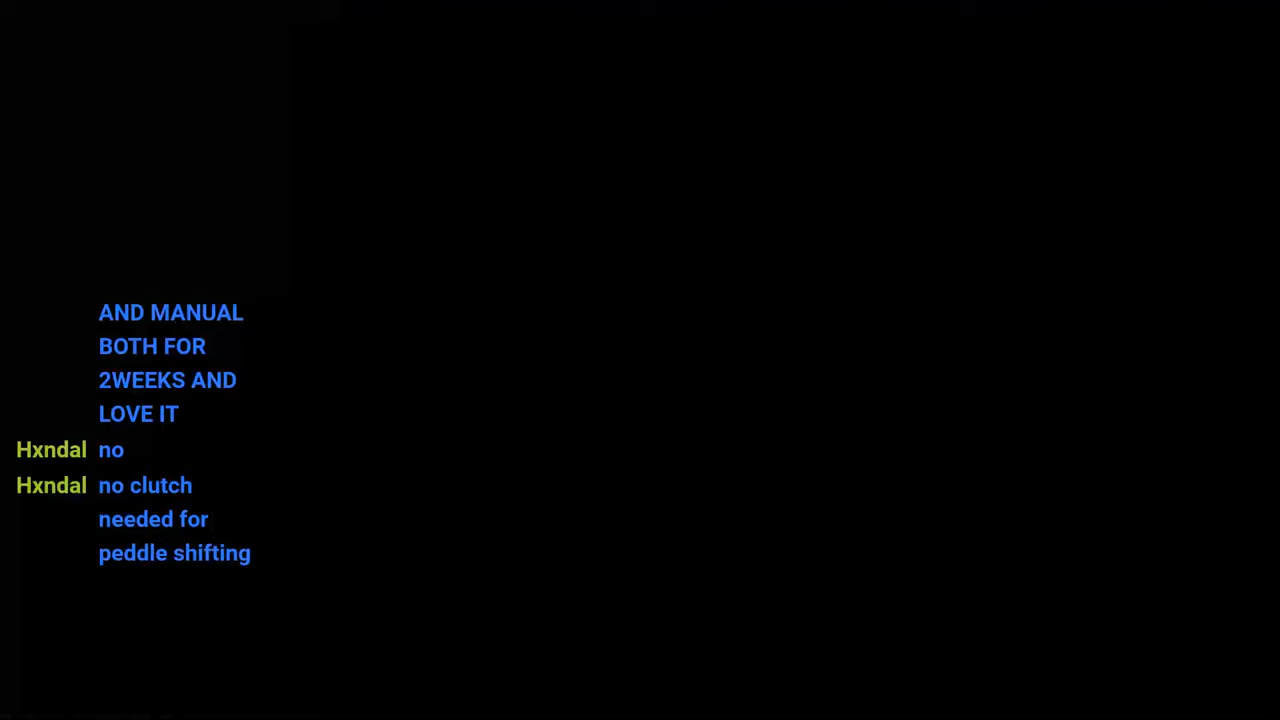 AND MANUAL
BOTH FOR
2WEEKS AND
LOVE IT
Hxndal no
Hxndal no clutch
needed for
peddle shifting